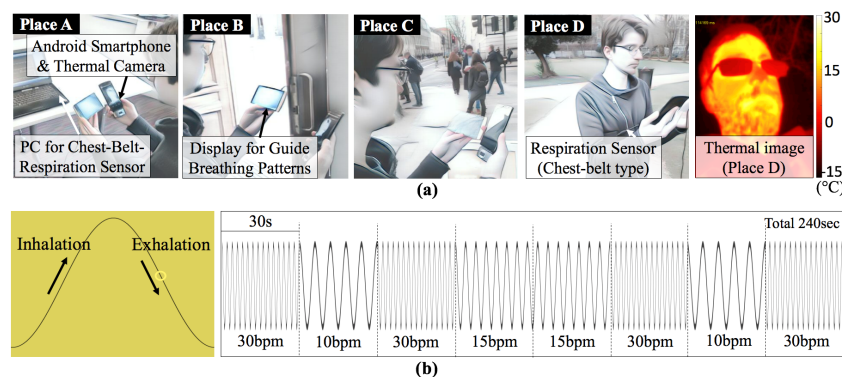 Place A
Android Smartphone
& Thermal Camera
PC for Chest-Belt-
Respiration Sensor
Place B
Display for Guide
Breathing Patterns
Place C
Place D
Respiration Sensor
(Chest-belt type)
Thermal image
(Place D)
30
0
-15
(℃)
(a)
Inhalation
Exhalation
30s
Total 240sec
30bpm
10bpm
30bpm
15bpm
15bpm
30bpm
10bpm
30bpm
(b)